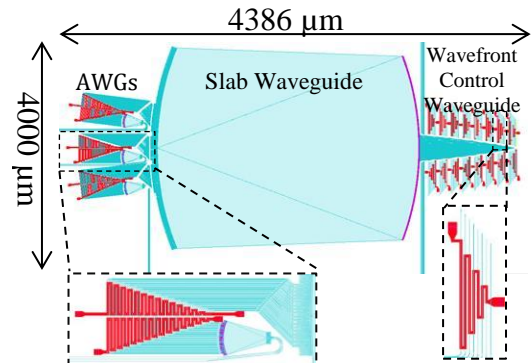 4386 µm
4000 µm
AWGs
Slab Waveguide
Wavefront
Control
Waveguide